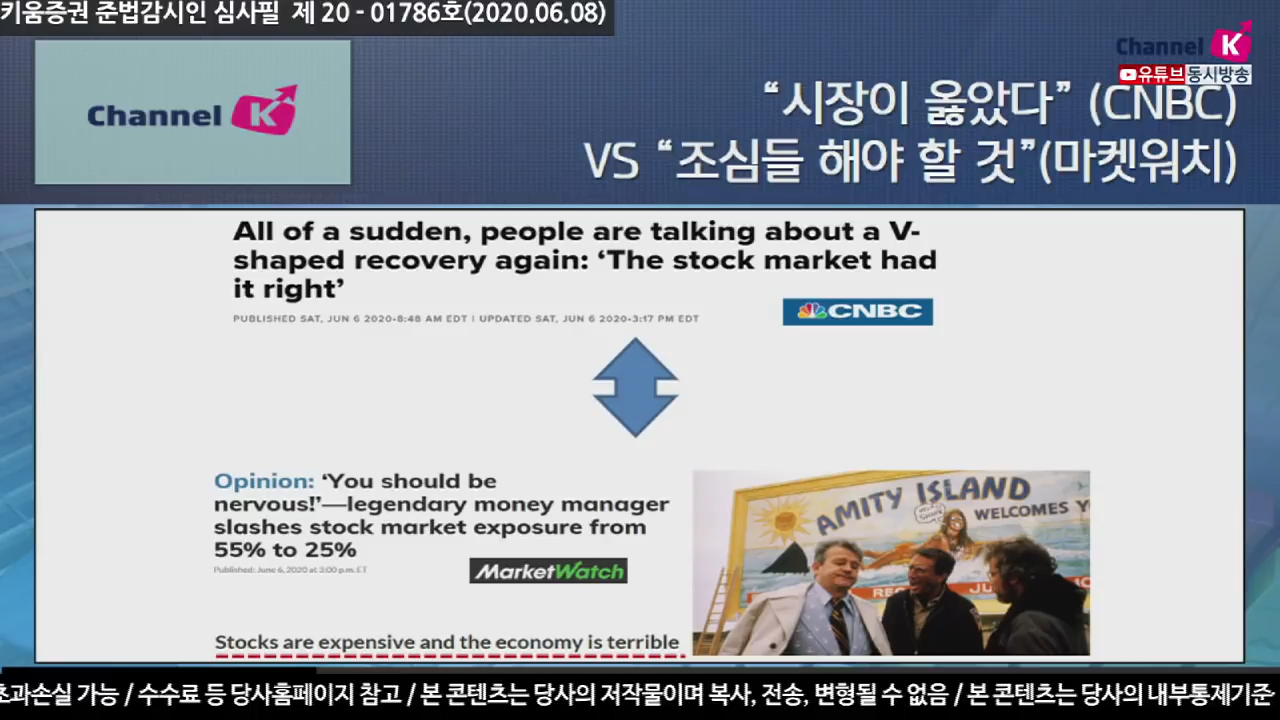 키움증권 준법감시인 심사필 제 20 - 01786호(2020.06.08)
Channel K
Channel K
유튜브동시방송
“시장이 옳았다” (CNBC)
VS “조심들 해야 할 것”(마켓워치)
All of a sudden, people are talking about a V-
shaped recovery again: ‘The stock market had
it right’
PUBLISHED SAT, JUN 6 2020•8:48 AM EDT | UPDATED SAT, JUN 6 2020•3:17 PM EDT
CNBC
Opinion: ‘You should be
nervous!’—legendary money manager
slashes stock market exposure from
55% to 25%
Published: June 6, 2020 at 3:00 p.m. ET
MarketWatch
AMITY ISLAND
WELCOMES Y
Stocks are expensive and the economy is terrible
초과손실 가능 / 수수료 등 당사홈페이지 참고 / 본 콘텐츠는 당사의 저작물이며 복사, 전송, 변형될 수 없음 / 본 콘텐츠는 당사의 내부통제기준